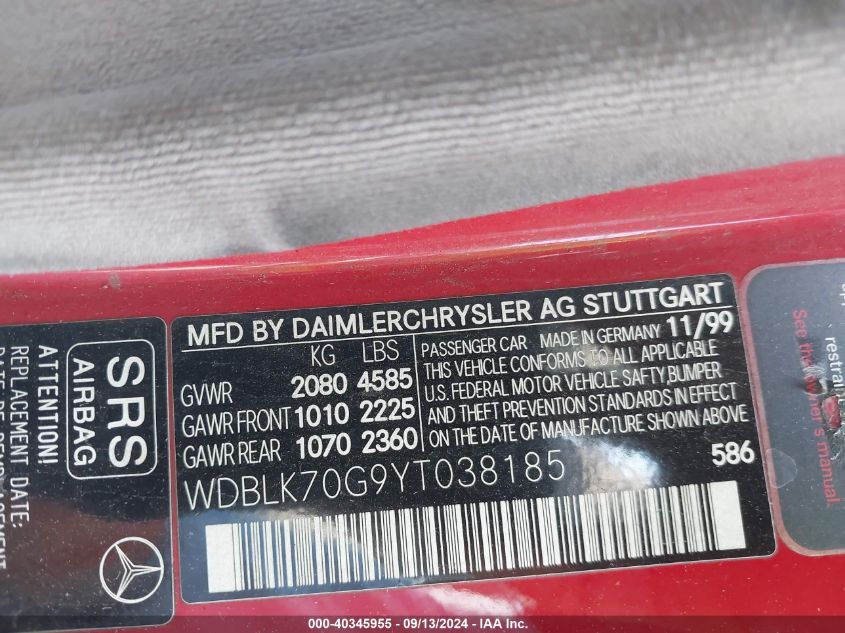 MFD BY DAIMLERCHRYSLER AG STUTTGART
KG LBS
GVWR 2080 4585
GAWR FRONT 1010 2225
GAWR REAR 1070 2360
PASSENGER CAR MADE IN GERMANY 11/99
THIS VEHICLE CONFORMS TO ALL APPLICABLE
U.S. FEDERAL MOTOR VEHICLE SAFTY,BUMPER
AND THEFT PREVENTION STANDARDS IN EFFECT
ON THE DATE OF MANUFACTURE SHOWN ABOVE
WDBLK70G9YT038185
586
SRS
AIRBAG
ATTENTION!
REPLACEMENT DATE:
See the owner's manual.
000-40345955 - 09/13/2024 - IAA Inc.